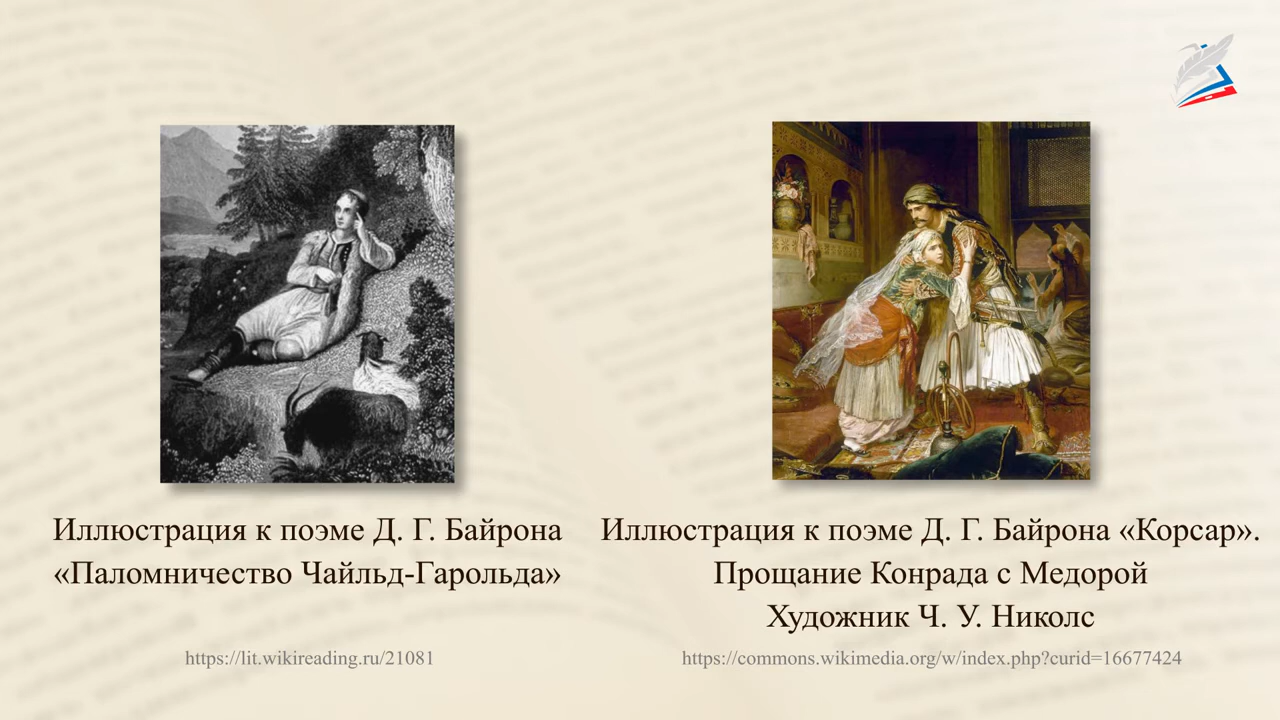 Иллюстрация к поэме Д. Г. Байрона
«Паломничество Чайльд-Гарольда»
https://lit.wikireading.ru/21081
Иллюстрация к поэме Д. Г. Байрона «Корсар».
Прощание Конрада с Медорой
Художник Ч. У. Николс
https://commons.wikimedia.org/w/index.php?curid=16677424